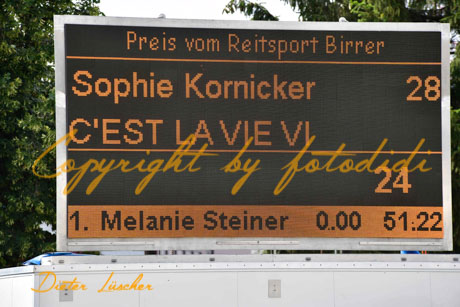 Preis vom Reitsport Birrer
Sophie Kornicker 28
C'EST LA VIE VI
Copyright by fotodidi
24
1. Melanie Steiner 0.00 51:22
Dieter Lüscher